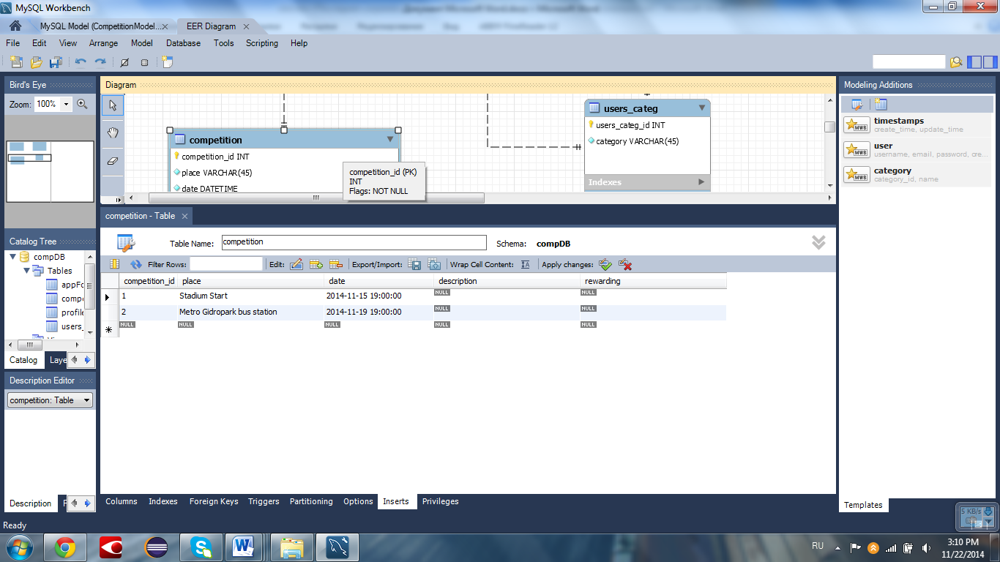 MySQL Workbench
MySQL Model (CompetitionModel... EER Diagram
File Edit View Arrange Model Database Tools Scripting Help
Bird's Eye
Zoom: 100%
Diagram
competition
competition_id INT
place VARCHAR(45)
date DATETIME
competition_id (PK)
INT
Flags: NOT NULL
users_categ
users_categ_id INT
category VARCHAR(45)
Indexes
Modeling Additions
timestamps
create_time, update_time
user
username, email, password, cre...
category
category_id, name
Templates
Catalog Tree
compDB
Tables
appFo
compe
profile
users_
Catalog Laye
Description Editor
competition: Table
Description
competition - Table
Table Name: competition Schema: compDB
Filter Rows: Edit: Export/Import: Wrap Cell Content: Apply changes:
competition_id place date description rewarding
1 Stadium Start 2014-11-15 19:00:00 NULL NULL
2 Metro Gidropark bus station 2014-11-19 19:00:00 NULL NULL
NULL NULL NULL NULL NULL
Columns Indexes Foreign Keys Triggers Partitioning Options Inserts Privileges
Ready
5 KB/s
RU
3:10 PM
11/22/2014